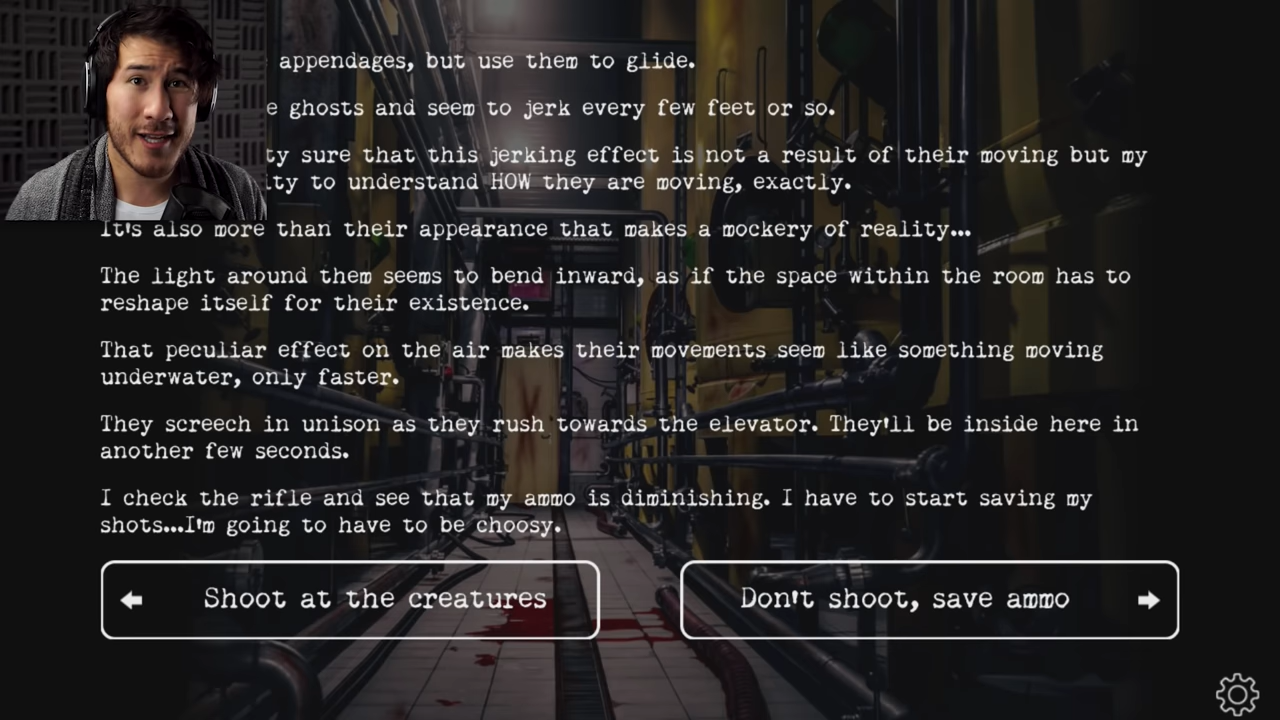 appendages, but use them to glide.
ghosts and seem to jerk every few feet or so.
sure that this jerking effect is not a result of their moving but my
to understand HOW they are moving, exactly.
It's also more than their appearance that makes a mockery of reality...
The light around them seems to bend inward, as if the space within the room has to
reshape itself for their existence.
That peculiar effect on the air makes their movements seem like something moving
underwater, only faster.
They screech in unison as they rush towards the elevator. They'll be inside here in
another few seconds.
I check the rifle and see that my ammo is diminishing. I have to start saving my
shots...I'm going to have to be choosy.
Shoot at the creatures
Don't shoot, save ammo